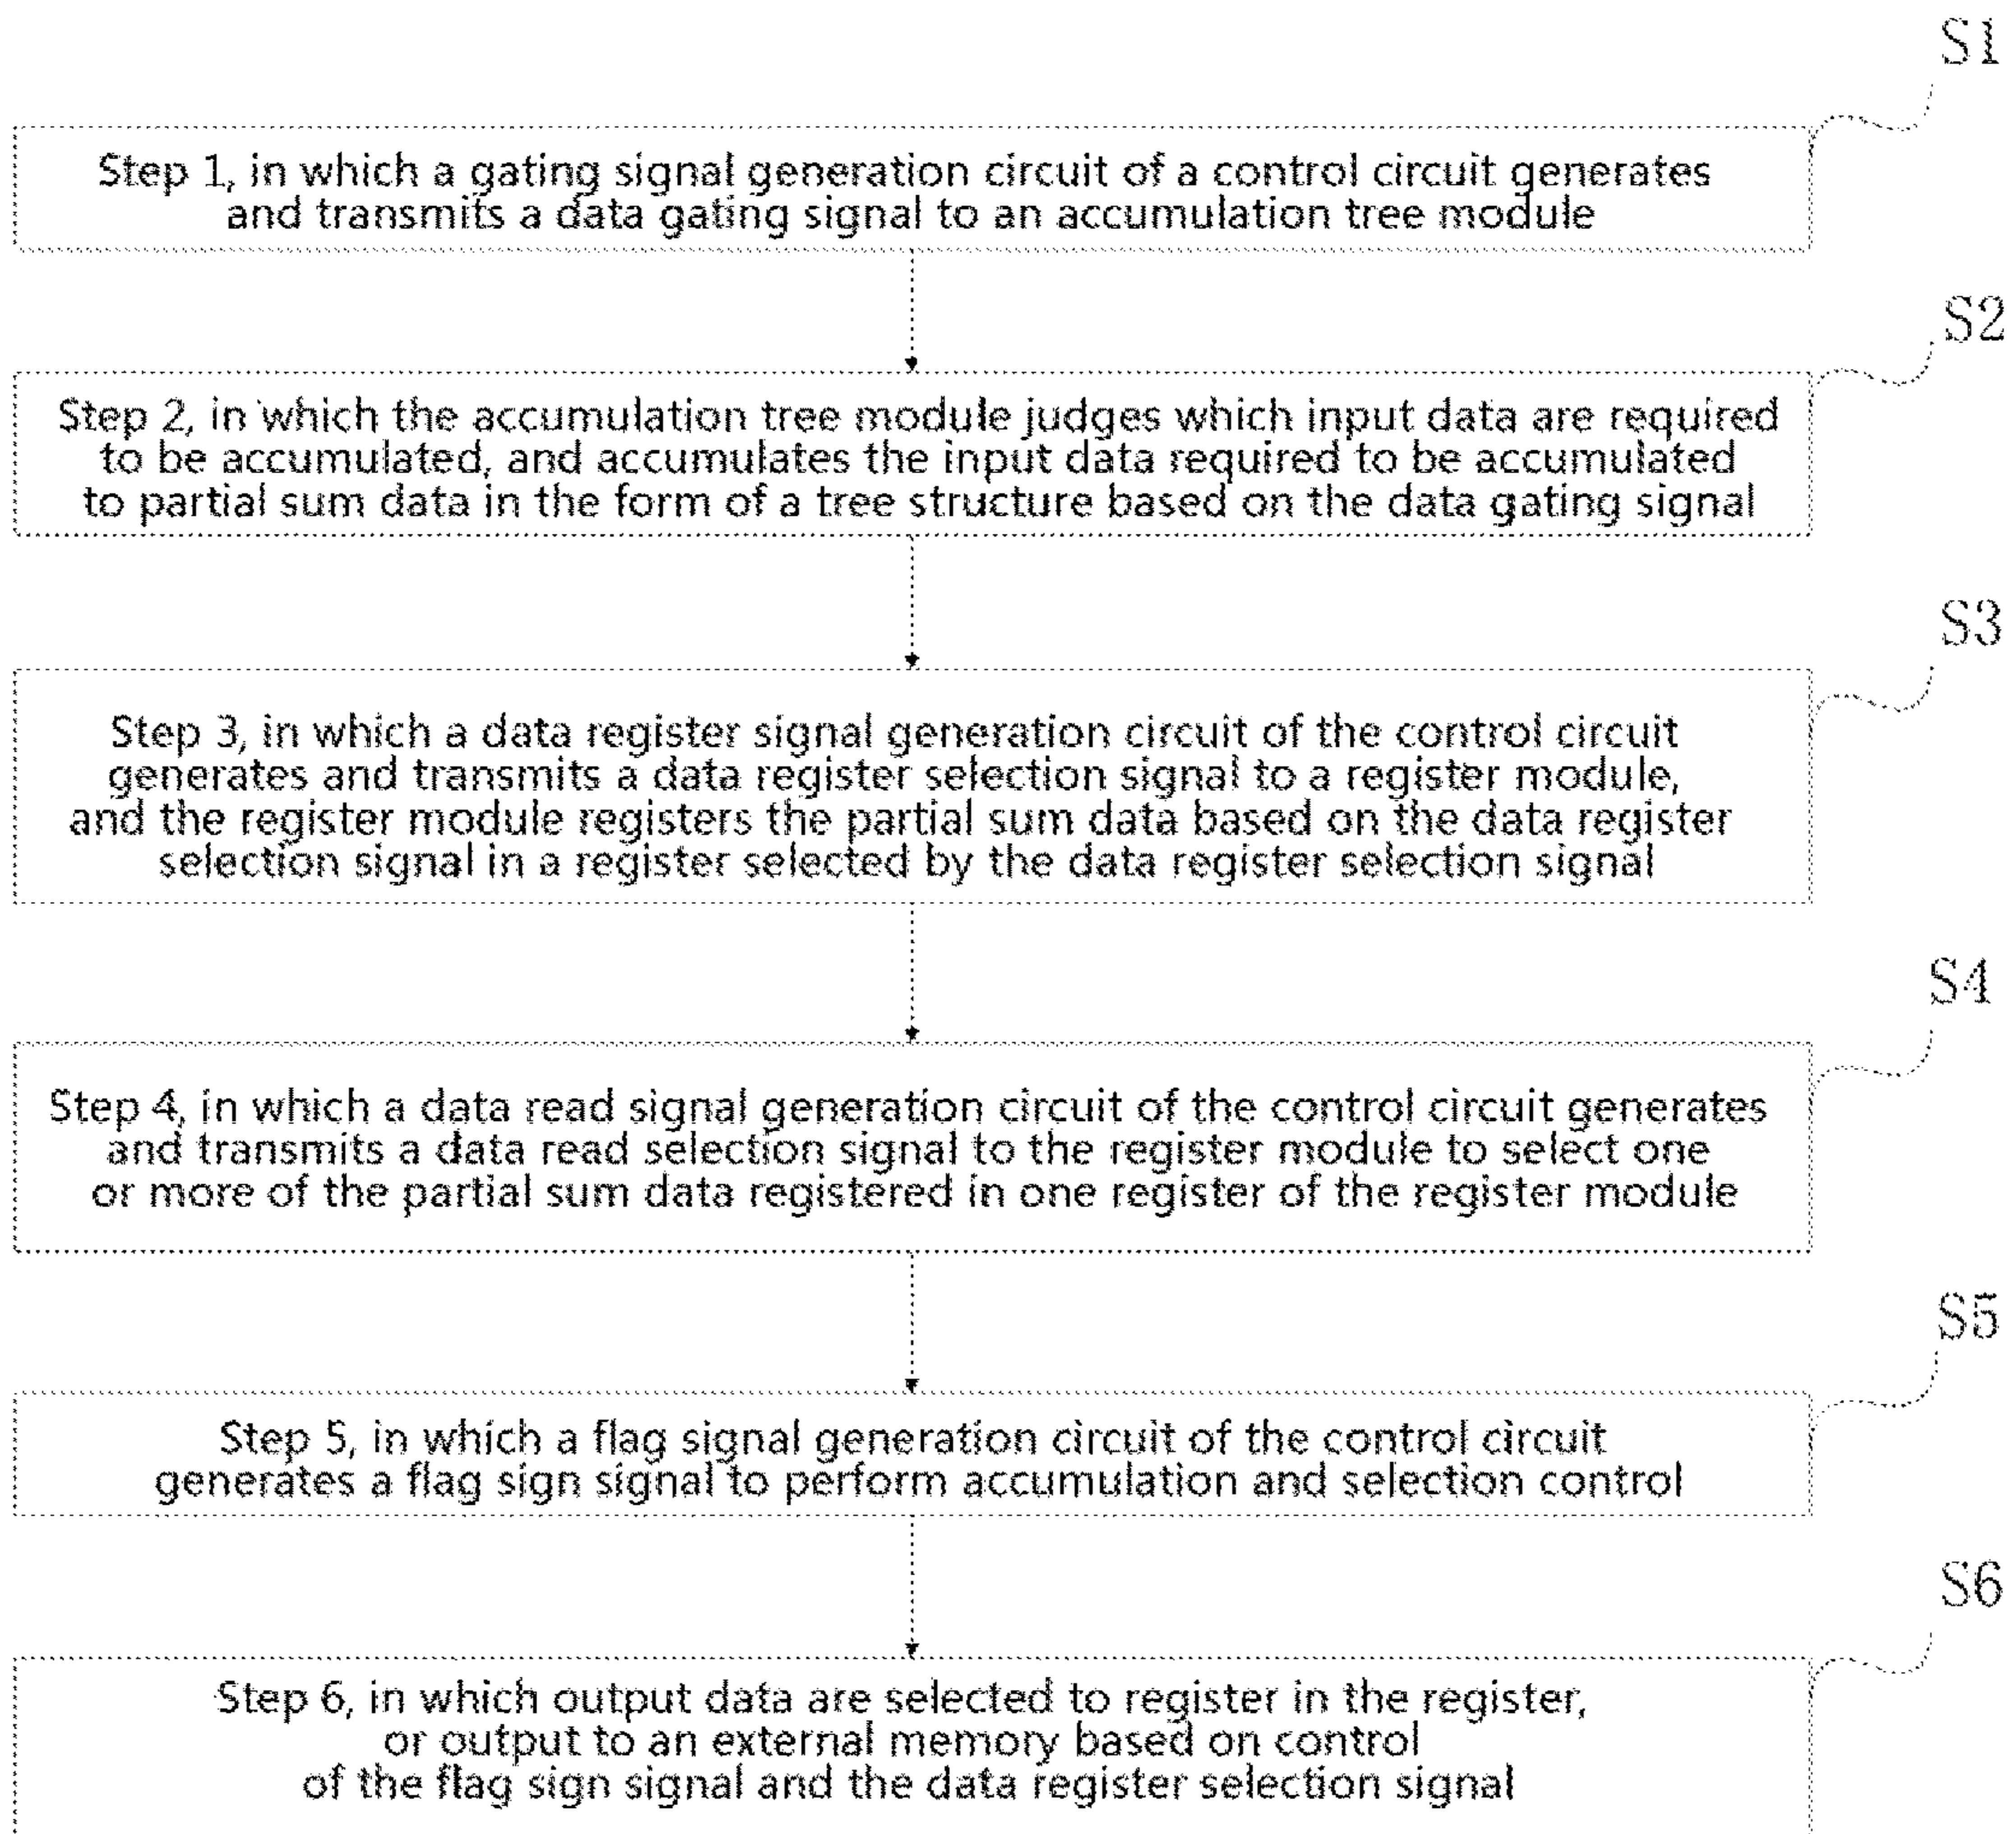 S1
Step 1, in which a gating signal generation circuit of a control circuit generates
and transmits a data gating signal to an accumulation tree module
S2
Step 2, in which the accumulation tree module judges which input data are required
to be accumulated, and accumulates the input data required to be accumulated
to partial sum data in the form of a tree structure based on the data gating signal
S3
Step 3, in which a data register signal generation circuit of the control circuit
generates and transmits a data register selection signal to a register module,
and the register module registers the partial sum data based on the data register
selection signal in a register selected by the data register selection signal
S4
Step 4, in which a data read signal generation circuit of the control circuit generates
and transmits a data read selection signal to the register module to select one
or more of the partial sum data registered in one register of the register module
S5
Step 5, in which a flag signal generation circuit of the control circuit
generates a flag sign signal to perform accumulation and selection control
S6
Step 6, in which output data are selected to register in the register,
or output to an external memory based on control
of the flag sign signal and the data register selection signal